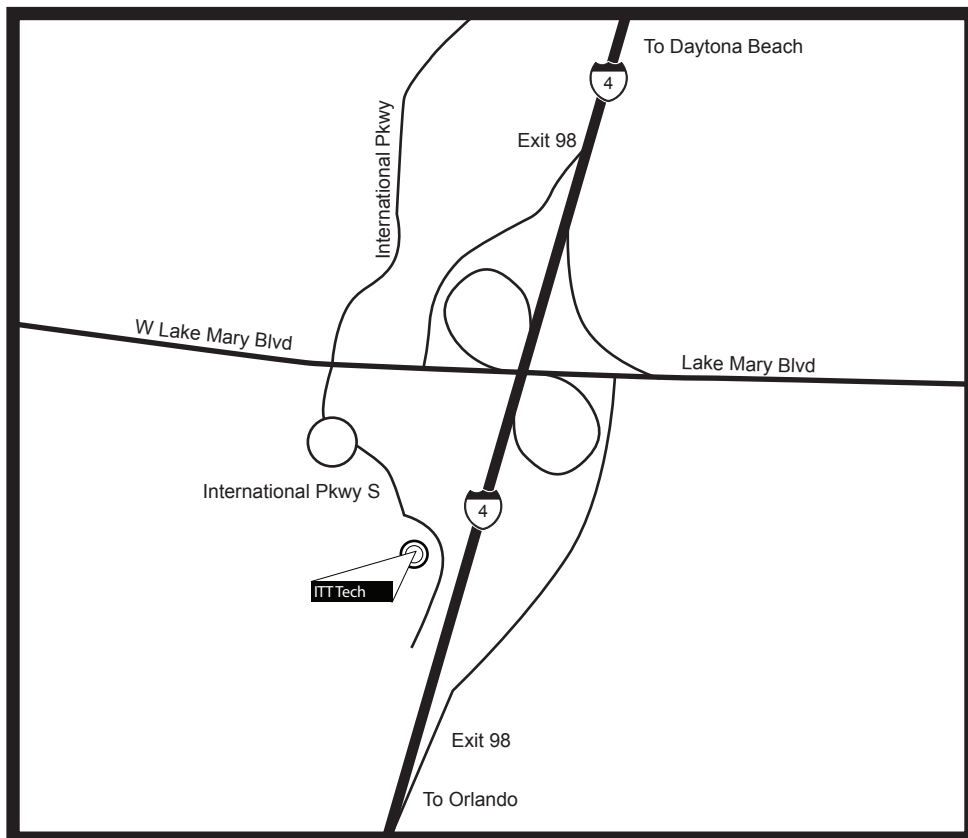 To Daytona Beach
4
Exit 98
International Pkwy
W Lake Mary Blvd
Lake Mary Blvd
International Pkwy S
4
ITT Tech
Exit 98
To Orlando